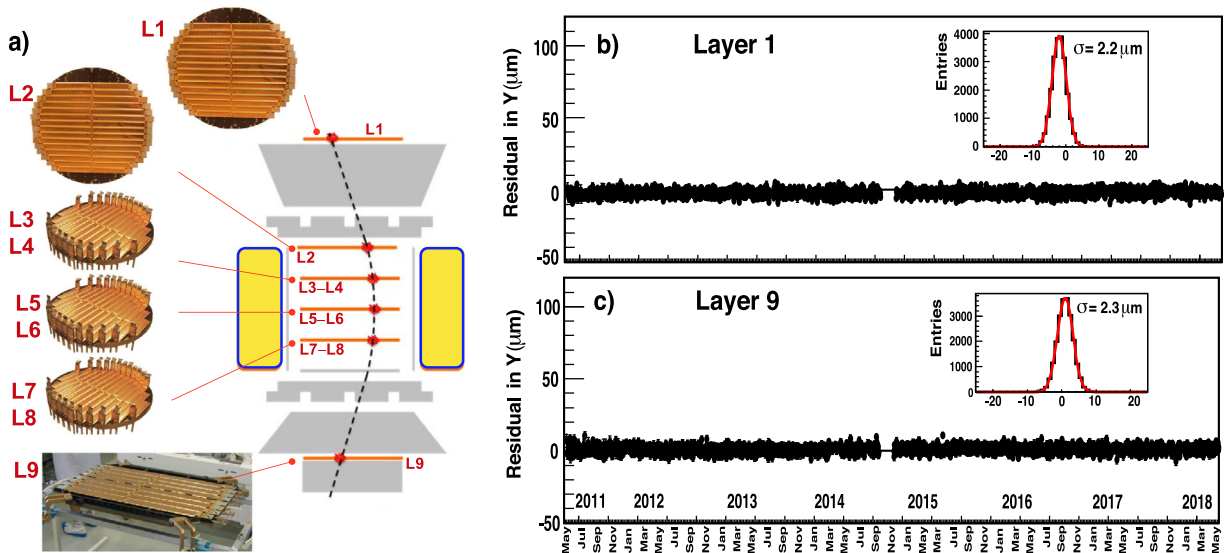 a)
L1
L2
L3
L4
L5
L6
L7
L8
L9
L1
L2
L3–L4
L5–L6
L7–L8
L9
b)
Layer 1
Residual in Y (μm)
100
50
0
-50
Entries
4000
3000
2000
1000
0
σ= 2.2 μm
-20 -10 0 10 20
c)
Layer 9
Residual in Y (μm)
100
50
0
-50
Entries
3000
2000
1000
0
σ= 2.3 μm
-20 -10 0 10 20
2011 2012 2013 2014 2015 2016 2017 2018
May Jul Sep Nov Jan Mar May Jul Sep Nov Jan Mar May Jul Sep Nov Jan Mar May Jul Sep Nov Jan Mar May Jul Sep Nov Jan Mar May Jul Sep Nov Jan Mar May Jul Sep Nov Jan Mar May